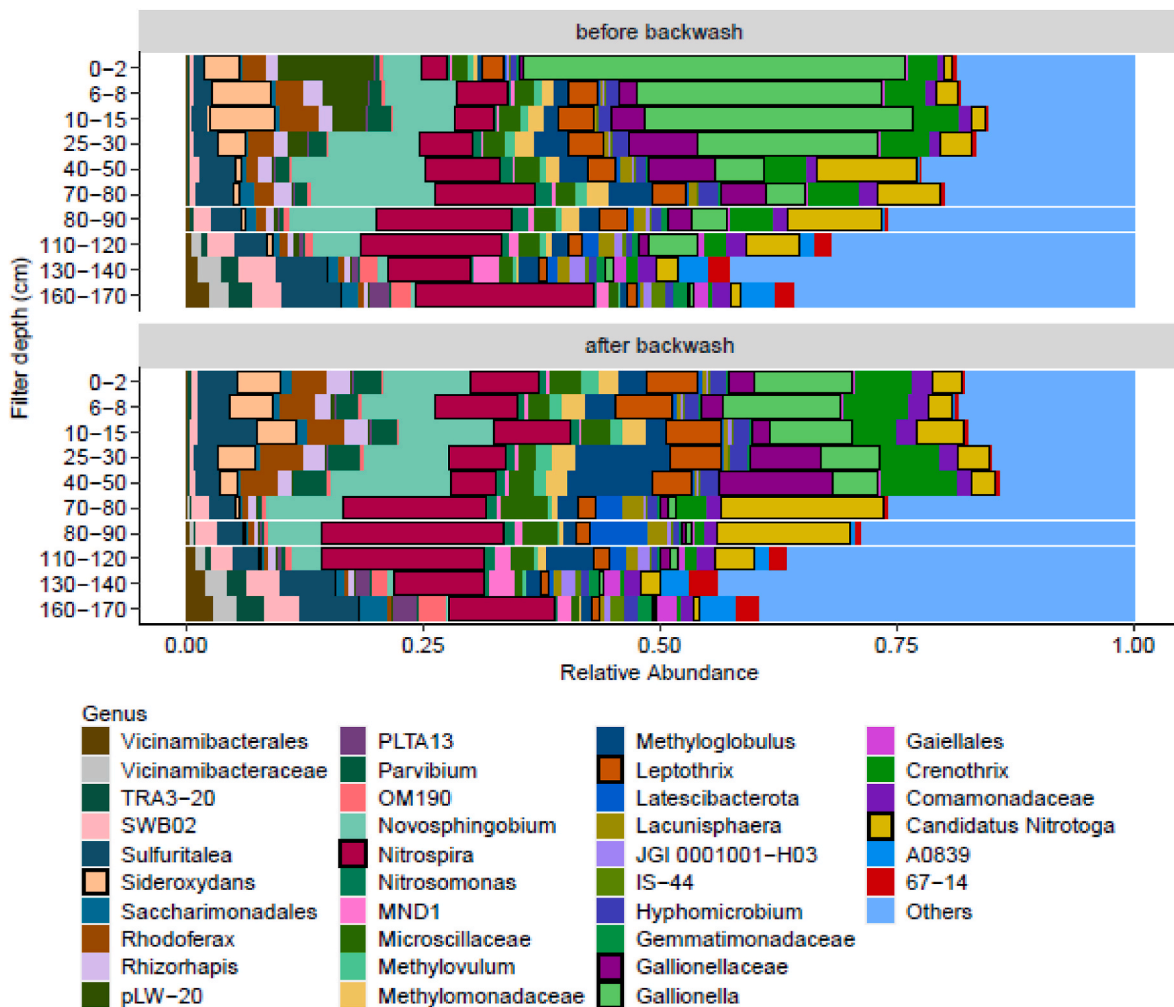 before backwash
0−2
6−8
10−15
25−30
40−50
70−80
80−90
110−120
130−140
160−170
Filter depth (cm)
after backwash
0−2
6−8
10−15
25−30
40−50
70−80
80−90
110−120
130−140
160−170
0.00 0.25 0.50 0.75 1.00
Relative Abundance
Genus
Vicinamibacterales
Vicinamibacteraceae
TRA3−20
SWB02
Sulfuritalea
Sideroxydans
Saccharimonadales
Rhodoferax
Rhizorhapis
pLW−20
PLTA13
Parvibium
OM190
Novosphingobium
Nitrospira
Nitrosomonas
MND1
Microscillaceae
Methylovulum
Methylomonadaceae
Methyloglobulus
Leptothrix
Latescibacterota
Lacunisphaera
JGI 0001001−H03
IS−44
Hyphomicrobium
Gemmatimonadaceae
Gallionellaceae
Gallionella
Gaiellales
Crenothrix
Comamonadaceae
Candidatus Nitrotoga
A0839
67−14
Others